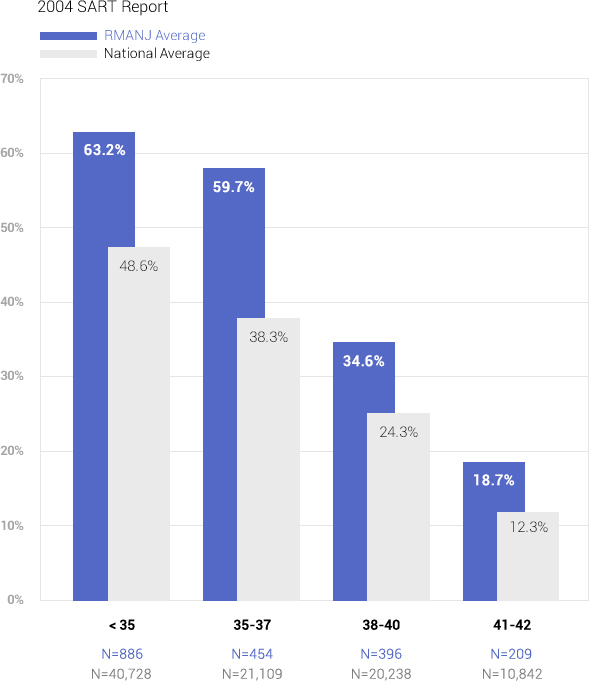 2004 SART Report
RMANJ Average
National Average
70%
60%
50%
40%
30%
20%
10%
0%
63.2%
48.6%
59.7%
38.3%
34.6%
24.3%
18.7%
12.3%
< 35 35-37 38-40 41-42
N=886 N=454 N=396 N=209
N=40,728 N=21,109 N=20,238 N=10,842